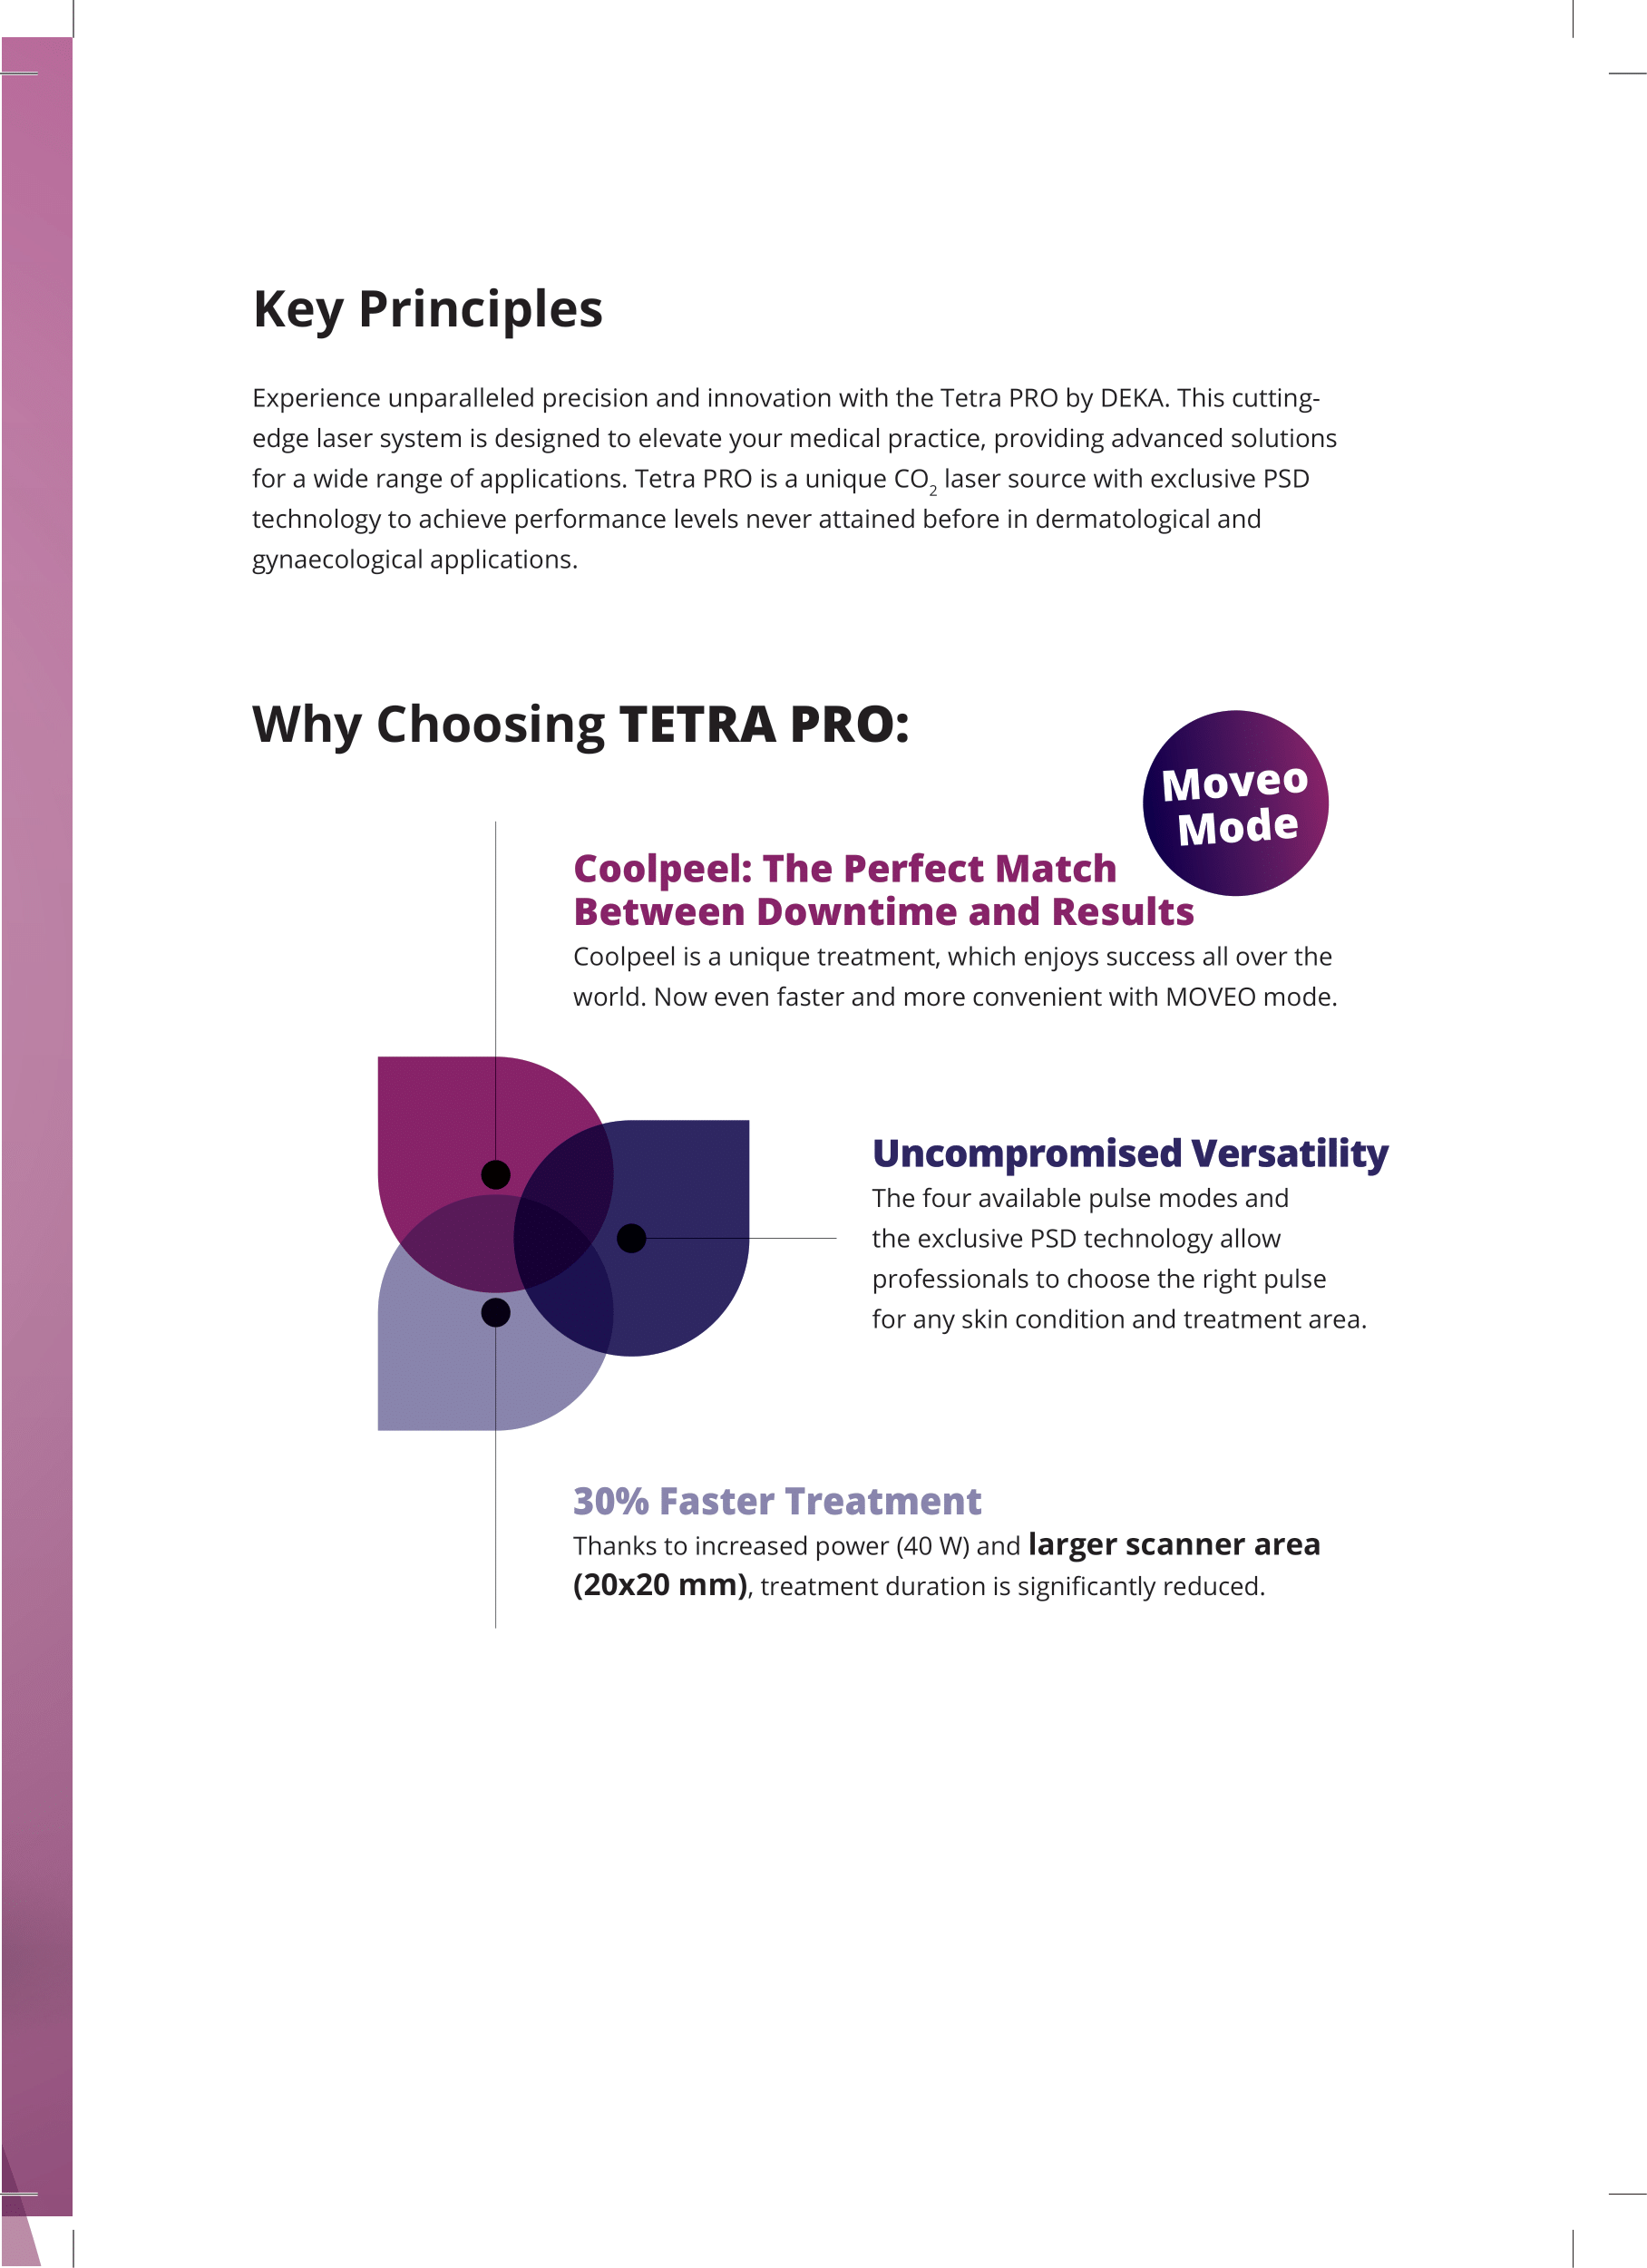 Key Principles
Experience unparalleled precision and innovation with the Tetra PRO by DEKA. This cutting-
edge laser system is designed to elevate your medical practice, providing advanced solutions
for a wide range of applications. Tetra PRO is a unique CO₂ laser source with exclusive PSD
technology to achieve performance levels never attained before in dermatological and
gynaecological applications.
Why Choosing TETRA PRO:
Moveo
Mode
Coolpeel: The Perfect Match
Between Downtime and Results
Coolpeel is a unique treatment, which enjoys success all over the
world. Now even faster and more convenient with MOVEO mode.
Uncompromised Versatility
The four available pulse modes and
the exclusive PSD technology allow
professionals to choose the right pulse
for any skin condition and treatment area.
30% Faster Treatment
Thanks to increased power (40 W) and larger scanner area
(20x20 mm), treatment duration is significantly reduced.